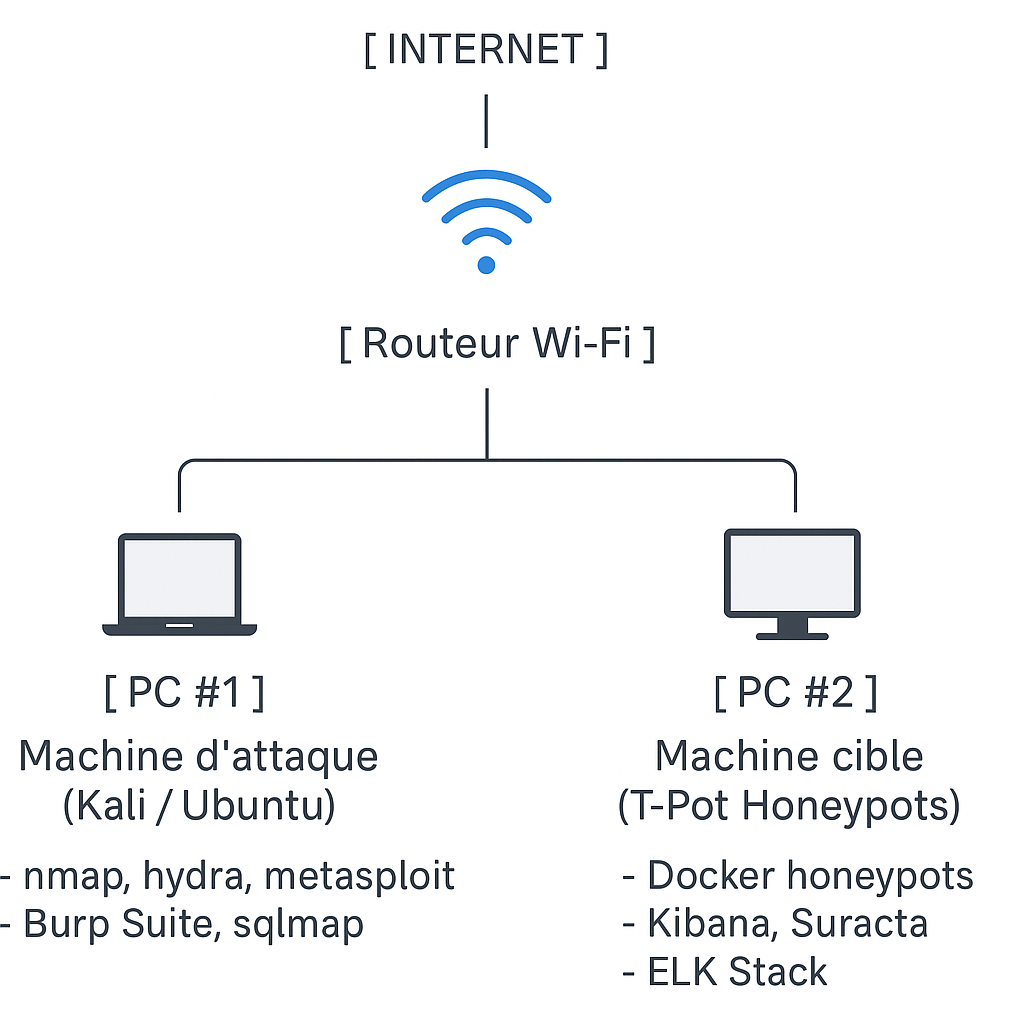 [ INTERNET ]
[ Routeur Wi-Fi ]
[ PC #1 ]
Machine d'attaque
(Kali / Ubuntu)
- nmap, hydra, metasploit
- Burp Suite, sqlmap
[ PC #2 ]
Machine cible
(T-Pot Honeypots)
- Docker honeypots
- Kibana, Suracta
- ELK Stack